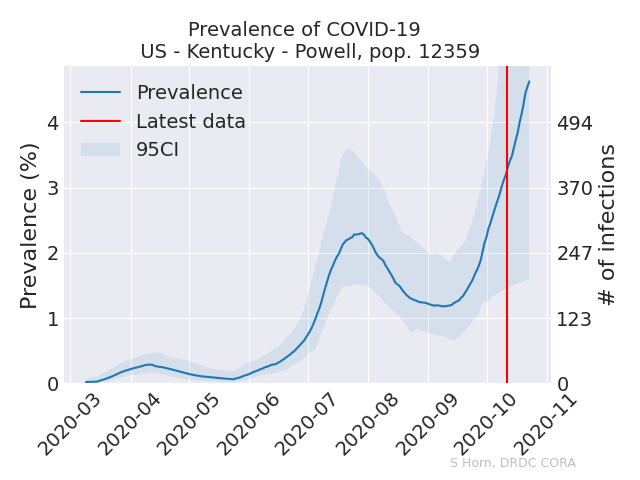 Prevalence of COVID-19
US - Kentucky - Powell, pop. 12359
Prevalence
Latest data
95CI
Prevalence (%)
4
3
2
1
0
494
370
247
123
0
# of infections
2020-03
2020-04
2020-05
2020-06
2020-07
2020-08
2020-09
2020-10
2020-11
S Horn, DRDC CORA